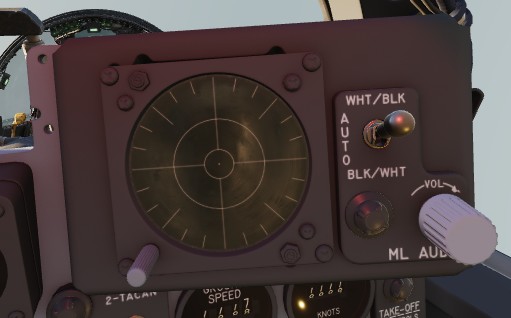 WHT/BLK
AUTO
BLK/WHT
VOL
ML AUD
2-TACAN
SPEED
KNOTS
TAKE-OFF